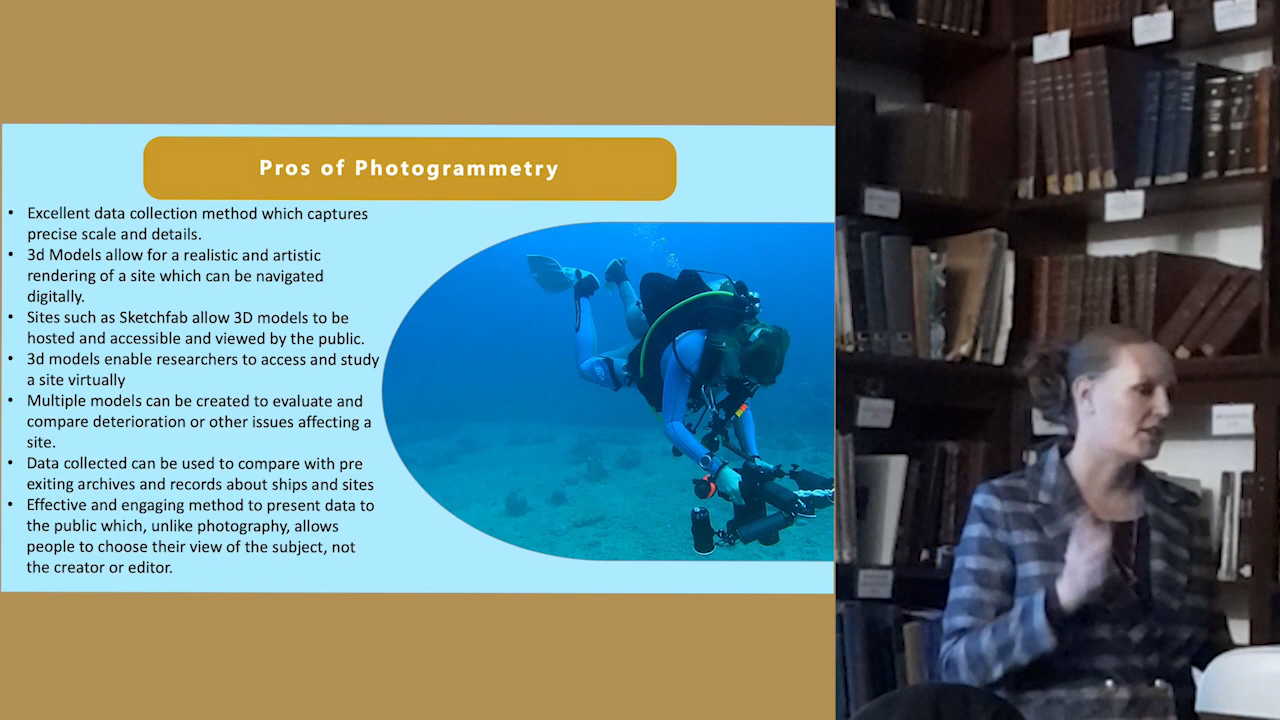 Pros of Photogrammetry
• Excellent data collection method which captures
precise scale and details.
• 3d Models allow for a realistic and artistic
rendering of a site which can be navigated
digitally.
• Sites such as Sketchfab allow 3D models to be
hosted and accessible and viewed by the public.
• 3d models enable researchers to access and study
a site virtually
• Multiple models can be created to evaluate and
compare deterioration or other issues affecting a
site.
• Data collected can be used to compare with pre
exiting archives and records about ships and sites
• Effective and engaging method to present data to
the public which, unlike photography, allows
people to choose their view of the subject, not
the creator or editor.